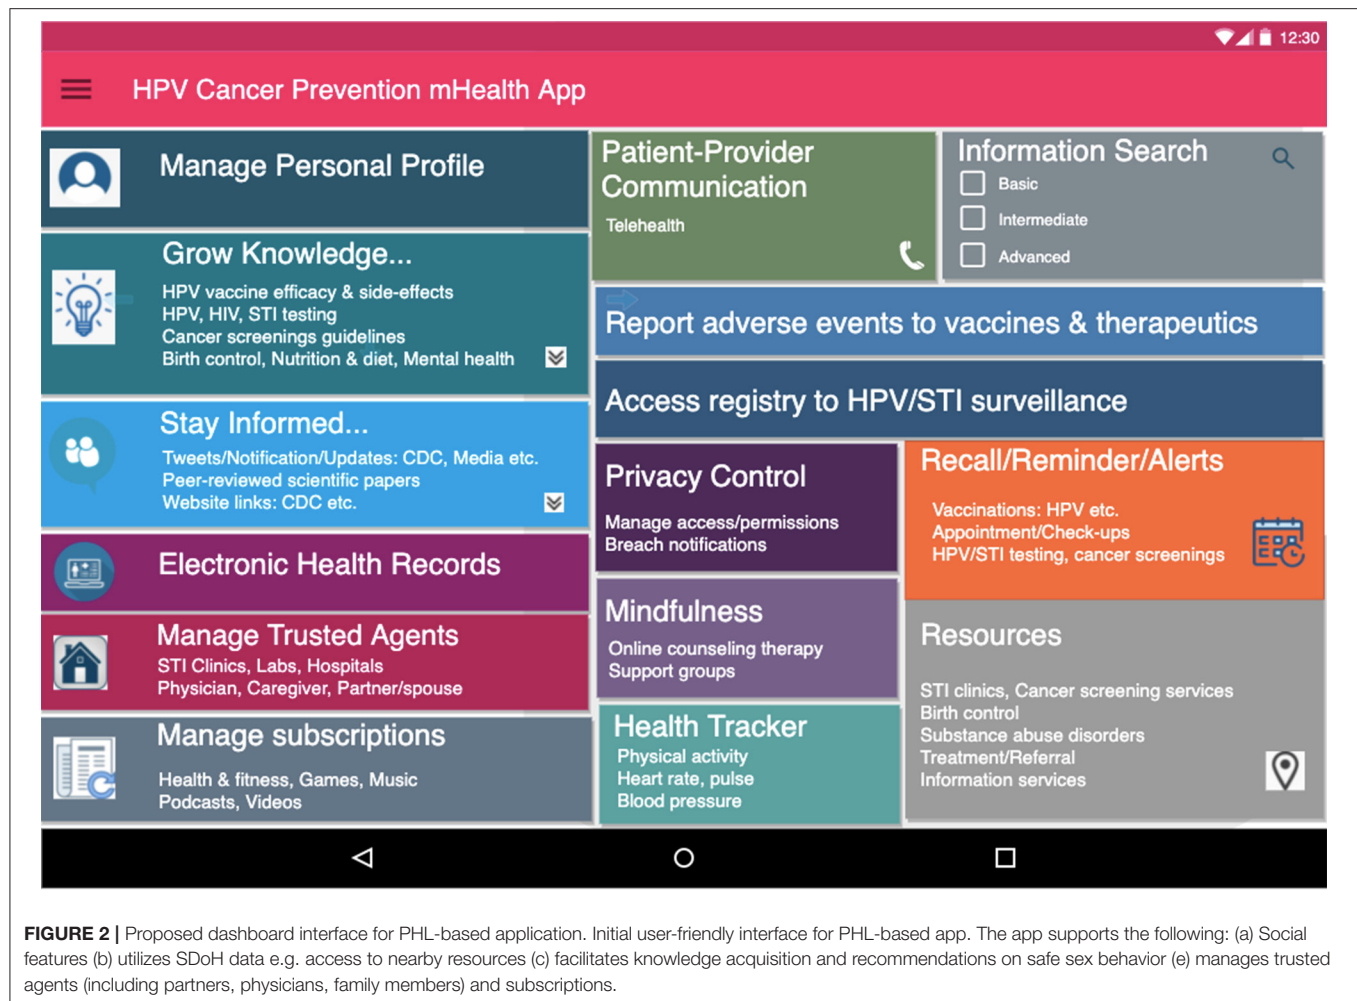 12:30
HPV Cancer Prevention mHealth App
Manage Personal Profile
Grow Knowledge...
HPV vaccine efficacy & side-effects
HPV, HIV, STI testing
Cancer screenings guidelines
Birth control, Nutrition & diet, Mental health
Stay Informed...
Tweets/Notification/Updates: CDC, Media etc.
Peer-reviewed scientific papers
Website links: CDC etc.
Electronic Health Records
Manage Trusted Agents
STI Clinics, Labs, Hospitals
Physician, Caregiver, Partner/spouse
Manage subscriptions
Health & fitness, Games, Music
Podcasts, Videos
Patient-Provider
Communication
Telehealth
Information Search
Basic
Intermediate
Advanced
Report adverse events to vaccines & therapeutics
Access registry to HPV/STI surveillance
Privacy Control
Manage access/permissions
Breach notifications
Mindfulness
Online counseling therapy
Support groups
Health Tracker
Physical activity
Heart rate, pulse
Blood pressure
Recall/Reminder/Alerts
Vaccinations: HPV etc.
Appointment/Check-ups
HPV/STI testing, cancer screenings
Resources
STI clinics, Cancer screening services
Birth control
Substance abuse disorders
Treatment/Referral
Information services
FIGURE 2 | Proposed dashboard interface for PHL-based application. Initial user-friendly interface for PHL-based app. The app supports the following: (a) Social
features (b) utilizes SDoH data e.g. access to nearby resources (c) facilitates knowledge acquisition and recommendations on safe sex behavior (e) manages trusted
agents (including partners, physicians, family members) and subscriptions.